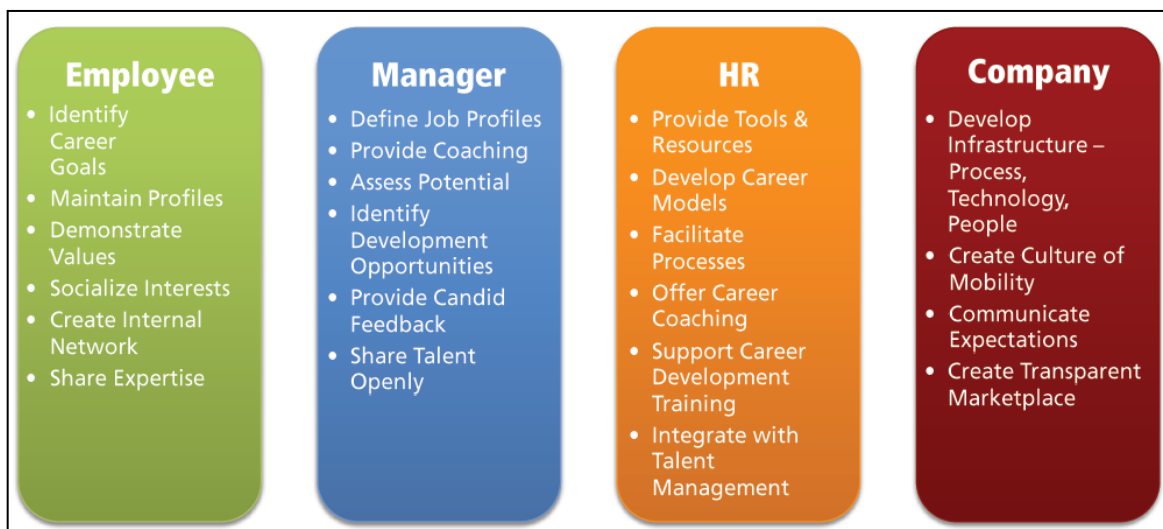 Employee
• Identify
Career
Goals
• Maintain Profiles
• Demonstrate
Values
• Socialize Interests
• Create Internal
Network
• Share Expertise
Manager
• Define Job Profiles
• Provide Coaching
• Assess Potential
• Identify
Development
Opportunities
• Provide Candid
Feedback
• Share Talent
Openly
HR
• Provide Tools &
Resources
• Develop Career
Models
• Facilitate
Processes
• Offer Career
Coaching
• Support Career
Development
Training
• Integrate with
Talent
Management
Company
• Develop
Infrastructure –
Process,
Technology,
People
• Create Culture of
Mobility
• Communicate
Expectations
• Create Transparent
Marketplace